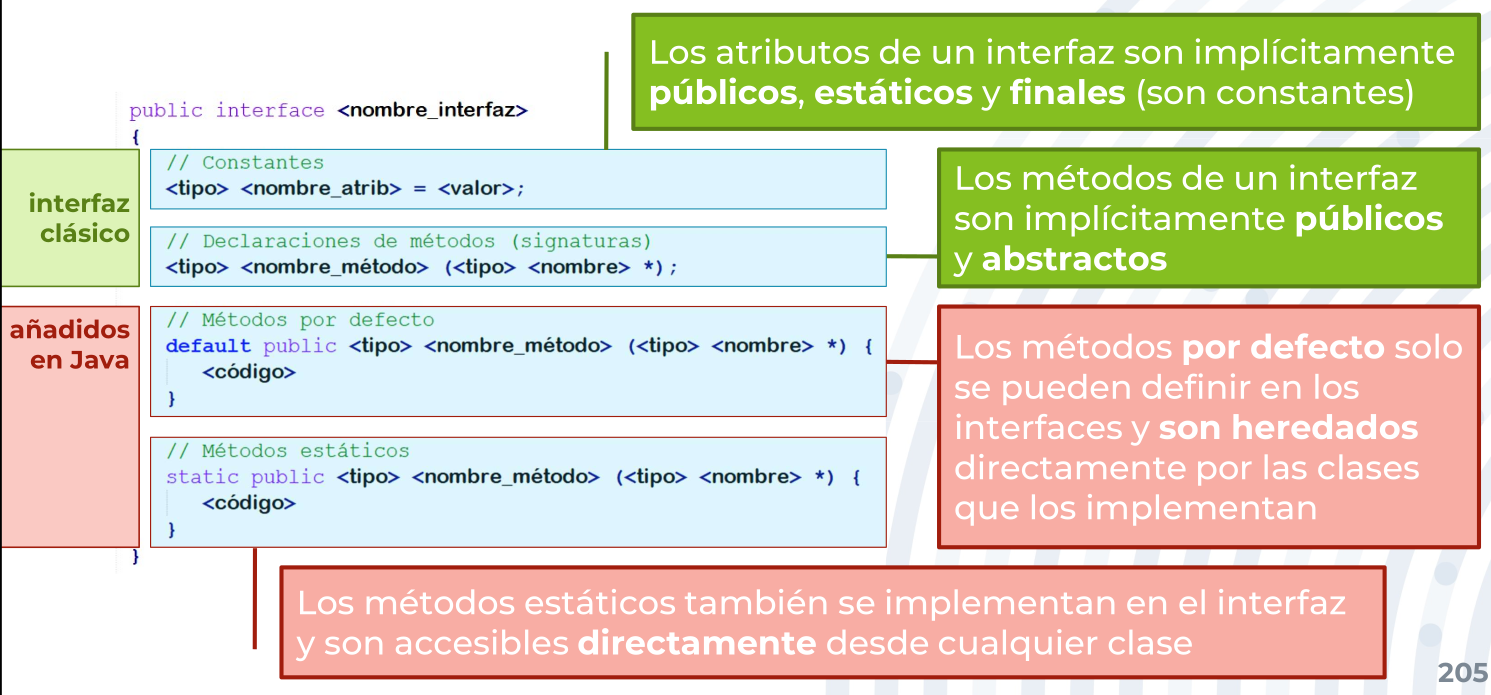 Los atributos de un interfaz son implícitamente
públicos, estáticos y finales (son constantes)
public interface <nombre_interfaz>
{
interfaz
clásico
// Constantes
<tipo> <nombre_atrib> = <valor>;
// Declaraciones de métodos (signaturas)
<tipo> <nombre_método> (<tipo> <nombre> *);
Los métodos de un interfaz
son implícitamente públicos
y abstractos
añadidos
en Java
// Métodos por defecto
default public <tipo> <nombre_método> (<tipo> <nombre> *) {
<código>
}
Los métodos por defecto solo
se pueden definir en los
interfaces y son heredados
directamente por las clases
que los implementan
// Métodos estáticos
static public <tipo> <nombre_método> (<tipo> <nombre> *) {
<código>
}
}
Los métodos estáticos también se implementan en el interfaz
y son accesibles directamente desde cualquier clase
205